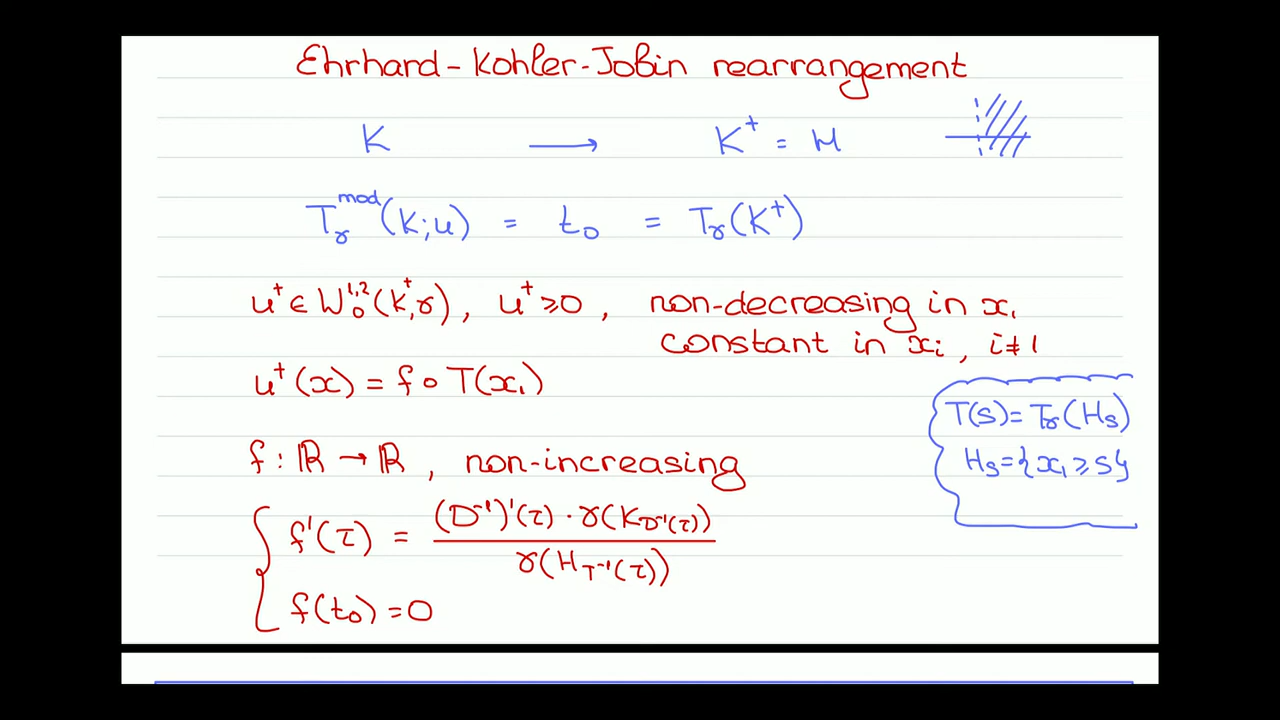 Ehrhard-Kohler-Jobin rearrangement
K ⟶ K⁺ = H
T_γ^mod(K;u) = t₀ = T_γ(K⁺)
u⁺ ∈ W₀^{1,2}(K⁺,γ), u⁺ ≥ 0, non-decreasing in x₁
constant in xᵢ, i≠1
u⁺(x) = f∘T(x₁)
T(s) = T_γ(H_s)
H_s = {x₁ ≥ s}
f : ℝ → ℝ, non-increasing
f'(τ) = (D⁻¹)'(τ) · γ(K_{D⁻¹(τ)}) / γ(H_{T⁻¹(τ)})
f(t₀) = 0